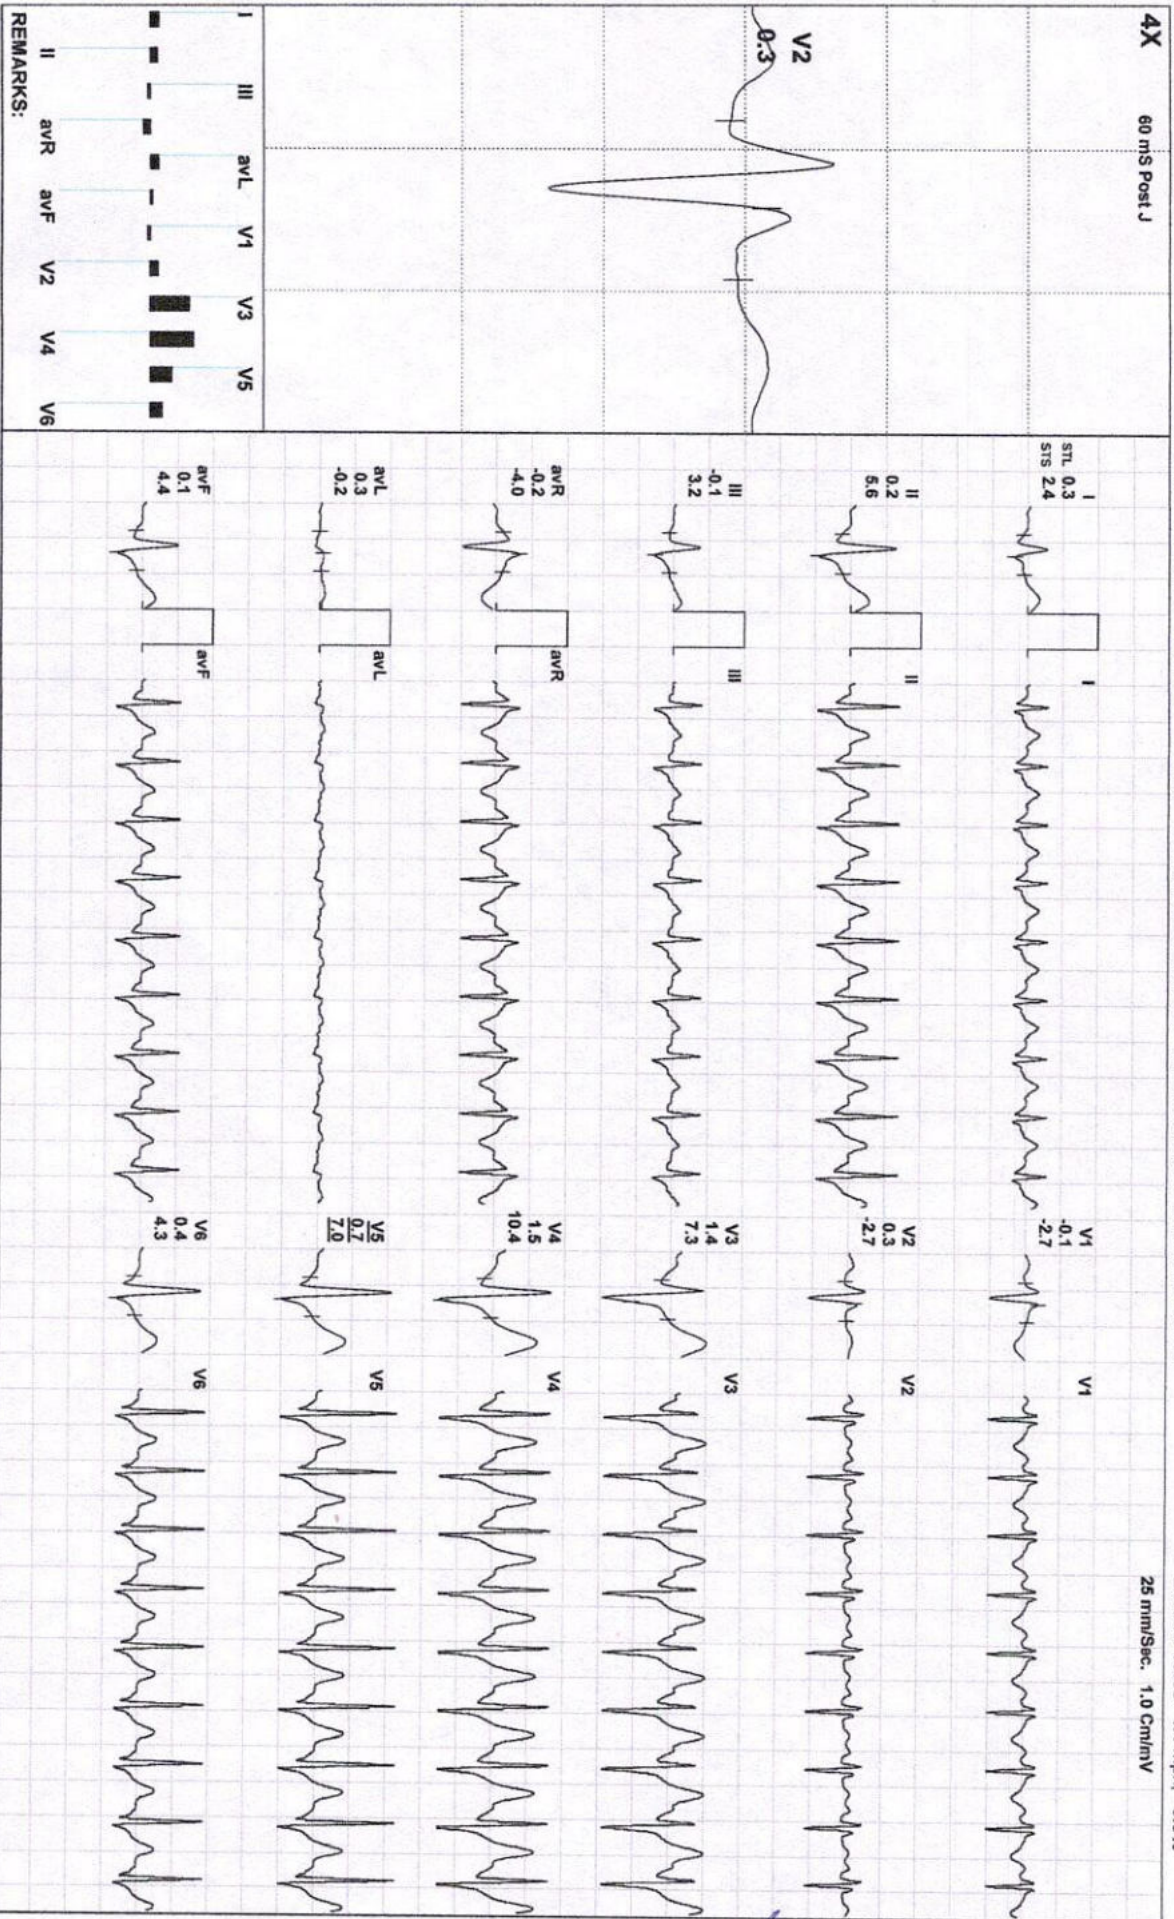 4X
60 mS Post J
25 mm/Sec. 1.0 Cm/mV
V2
0.3
I
STL 0.3
STS 2.4
I
V1
-0.1
-2.7
V1
II
0.2
5.6
II
V2
0.3
-2.7
V2
III
-0.1
3.2
III
V3
1.4
7.3
V3
avR
-0.2
-4.0
avR
V4
1.5
10.4
V4
avL
0.3
-0.2
avL
V5
0.7
7.0
V5
avF
0.1
4.4
avF
V6
0.4
4.3
V6
I III avL V1 V3 V5
II avR avF V2 V4 V6
REMARKS: